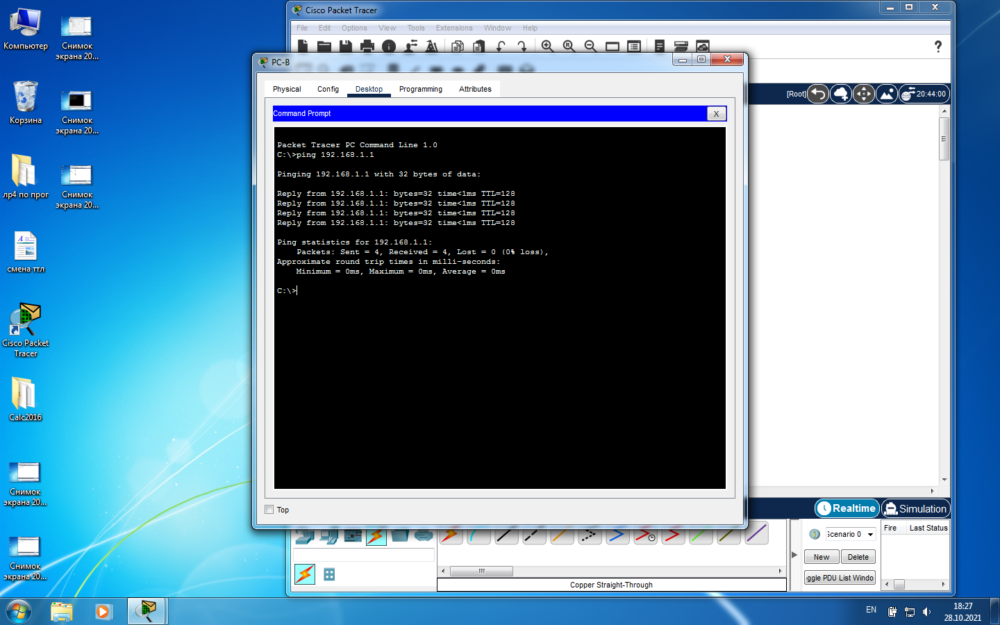 Компьютер
Снимок
экрана 20...
Корзина
Снимок
экрана 20...
лр4 по прог
Снимок
экрана 20...
смена ттл
Cisco Packet
Tracer
Calc2016
Снимок
экрана 20...
Снимок
экрана 20...
Cisco Packet Tracer
File Edit Options View Tools Extensions Window Help
PC-B
Physical Config Desktop Programming Attributes
[Root] 20:44:00
Command Prompt
X
Packet Tracer PC Command Line 1.0
C:\>ping 192.168.1.1
Pinging 192.168.1.1 with 32 bytes of data:
Reply from 192.168.1.1: bytes=32 time<1ms TTL=128
Reply from 192.168.1.1: bytes=32 time<1ms TTL=128
Reply from 192.168.1.1: bytes=32 time<1ms TTL=128
Reply from 192.168.1.1: bytes=32 time<1ms TTL=128
Ping statistics for 192.168.1.1:
Packets: Sent = 4, Received = 4, Lost = 0 (0% loss),
Approximate round trip times in milli-seconds:
Minimum = 0ms, Maximum = 0ms, Average = 0ms
C:\>
Top
Realtime Simulation
Scenario 0
Fire Last Status
New Delete
ggle PDU List Windo
Copper Straight-Through
EN
18:27
28.10.2021